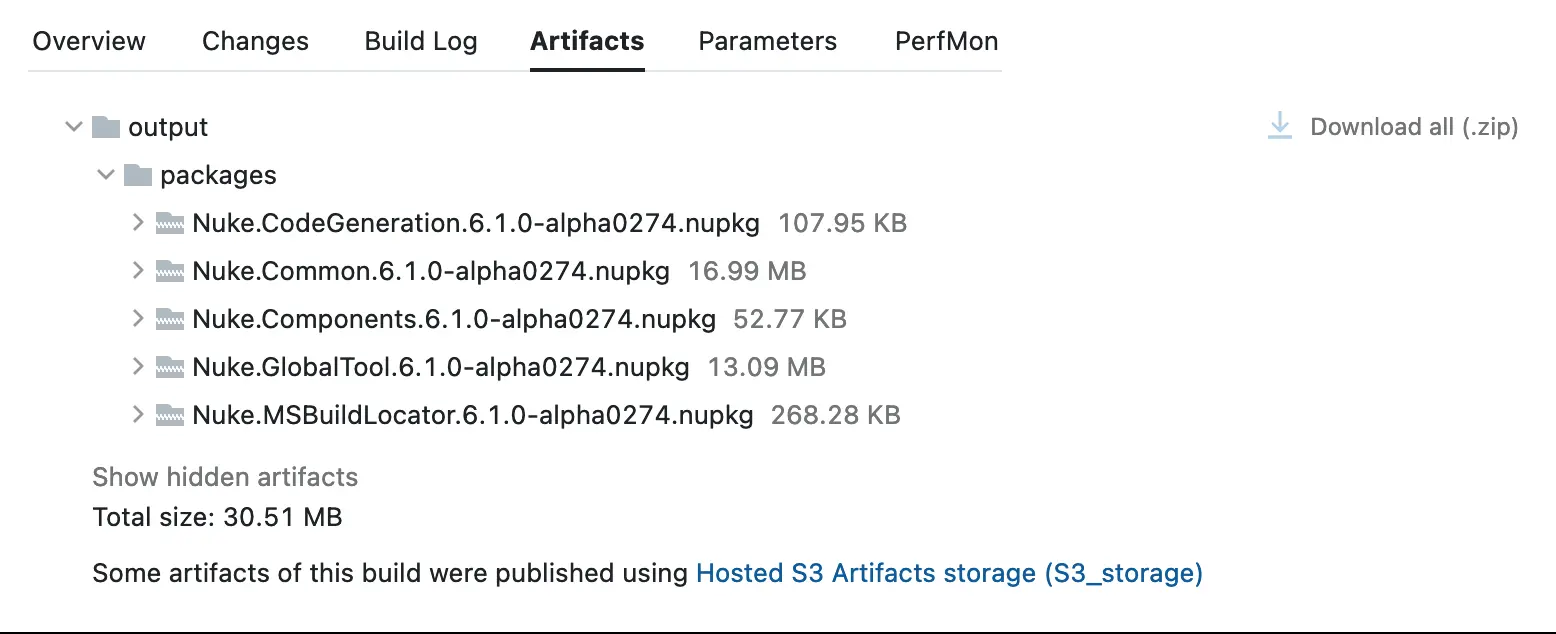 Overview Changes Build Log Artifacts Parameters PerfMon
output Download all (.zip)
packages
Nuke.CodeGeneration.6.1.0-alpha0274.nupkg 107.95 KB
Nuke.Common.6.1.0-alpha0274.nupkg 16.99 MB
Nuke.Components.6.1.0-alpha0274.nupkg 52.77 KB
Nuke.GlobalTool.6.1.0-alpha0274.nupkg 13.09 MB
Nuke.MSBuildLocator.6.1.0-alpha0274.nupkg 268.28 KB
Show hidden artifacts
Total size: 30.51 MB
Some artifacts of this build were published using Hosted S3 Artifacts storage (S3_storage)